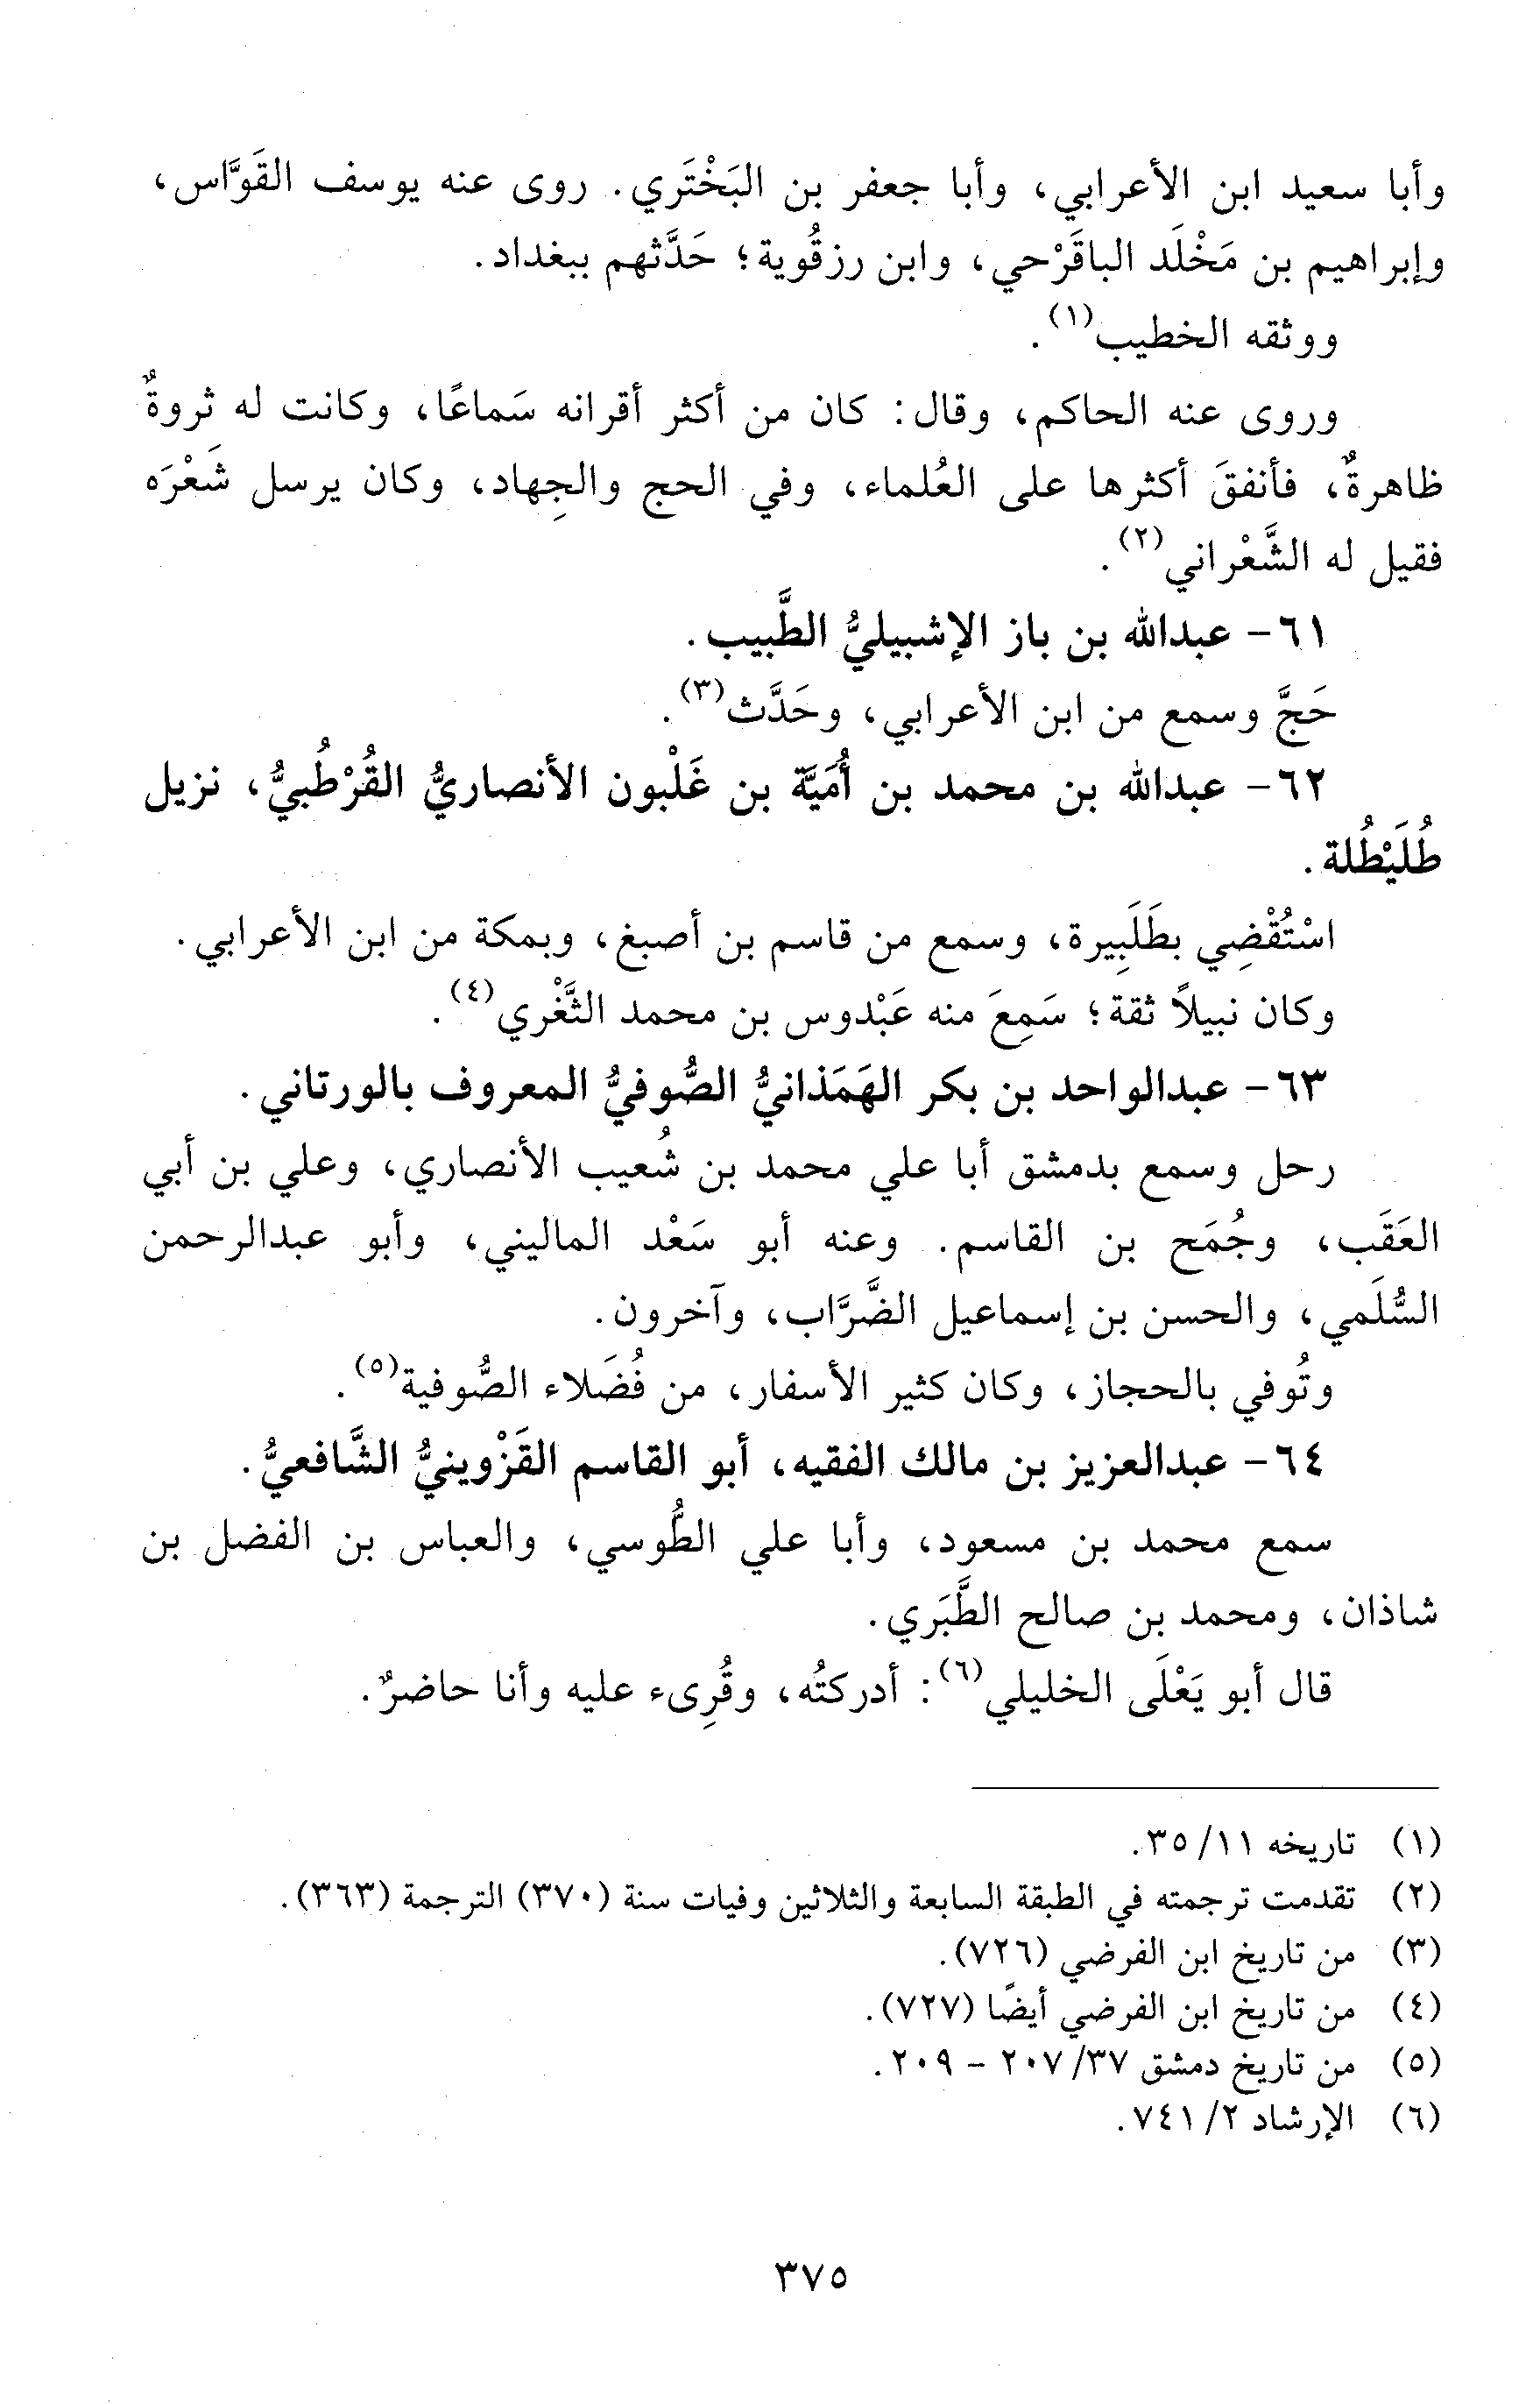 وأبا سعيد ابن الأعرابي، وأبا جعفر بن البَخْتَري. روى عنه يوسف القَوَّاس،
وإبراهيم بن مَخْلَد الباقَرْحي، وابن رزقُوية؛ حَدَّثهم ببغداد.
ووثقه الخطيب(١).
وروى عنه الحاكم، وقال: كان من أكثر أقرانه سَماعًا، وكانت له ثروةٌ
ظاهرةٌ، فأنفقَ أكثرها على العُلماء، وفي الحج والجِهاد، وكان يرسل شَعْرَه
فقيل له الشَّعْراني(٢).
٦١- عبدالله بن باز الإشبيليُّ الطَّبيب.
حَجَّ وسمع من ابن الأعرابي، وحَدَّث(٣).
٦٢- عبدالله بن محمد بن أُمَيَّة بن غَلْبون الأنصاريُّ القُرْطُبيُّ، نزيل
طُلَيْطُلة.
اسْتُقْضِي بطَلَبِيرة، وسمع من قاسم بن أصبغ، وبمكة من ابن الأعرابي.
وكان نبيلاً ثقة؛ سَمِعَ منه عَبْدوس بن محمد الثَّغْري(٤).
٦٣- عبدالواحد بن بكر الهَمَذانيُّ الصُّوفيُّ المعروف بالورتاني.
رحل وسمع بدمشق أبا علي محمد بن شُعيب الأنصاري، وعلي بن أبي
العَقَب، وجُمَح بن القاسم. وعنه أبو سَعْد الماليني، وأبو عبدالرحمن
السُّلَمي، والحسن بن إسماعيل الضَّرَّاب، وآخرون.
وتُوفي بالحجاز، وكان كثير الأسفار، من فُضَلاء الصُّوفية(٥).
٦٤- عبدالعزيز بن مالك الفقيه، أبو القاسم القَزْوينيُّ الشَّافعيُّ.
سمع محمد بن مسعود، وأبا علي الطُّوسي، والعباس بن الفضل بن
شاذان، ومحمد بن صالح الطَّبَري.
قال أبو يَعْلَى الخليلي(٦): أدركتُه، وقُرِىء عليه وأنا حاضرٌ.
(١) تاريخه ١١/ ٣٥.
(٢) تقدمت ترجمته في الطبقة السابعة والثلاثين وفيات سنة (٣٧٠) الترجمة (٣٦٣).
(٣) من تاريخ ابن الفرضي (٧٢٦).
(٤) من تاريخ ابن الفرضي أيضًا (٧٢٧).
(٥) من تاريخ دمشق ٣٧/ ٢٠٧ - ٢٠٩.
(٦) الإرشاد ٢/ ٧٤١.
٣٧٥